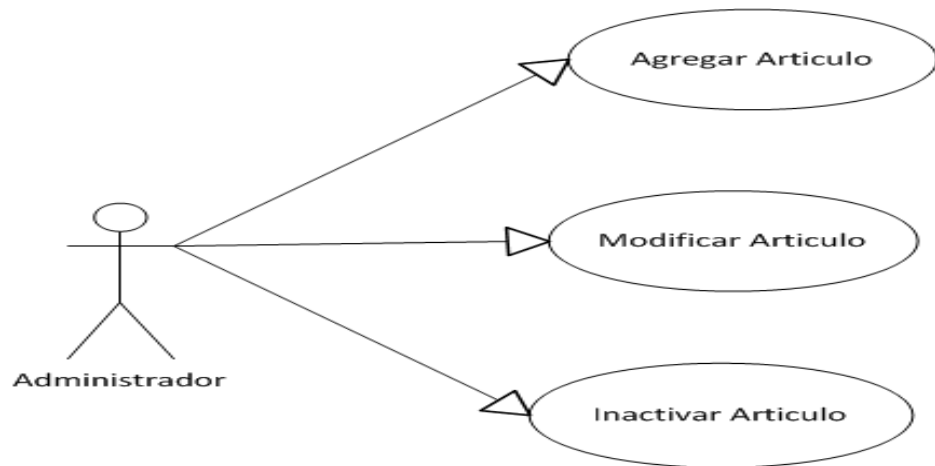 Agregar Articulo
Modificar Articulo
Administrador
Inactivar Articulo